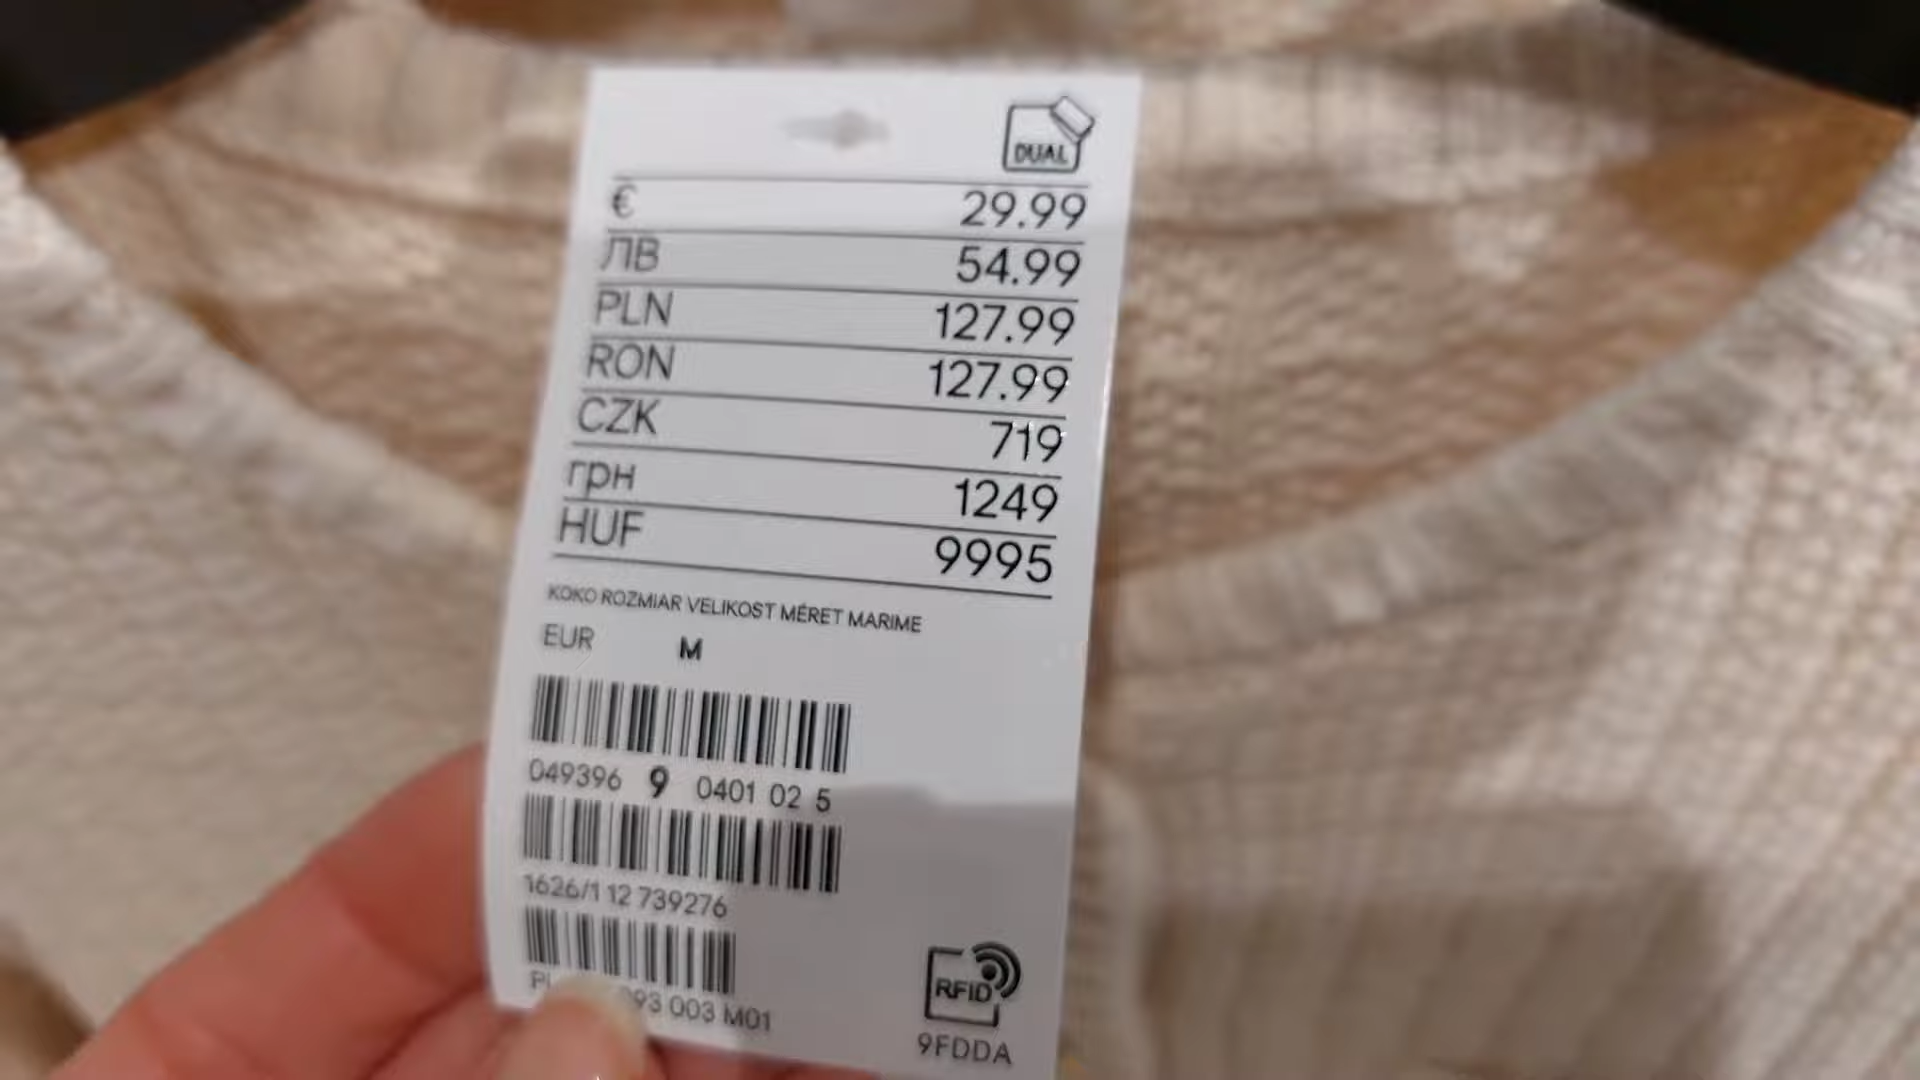 DUAL
€ 29.99
ЛВ 54.99
PLN 127.99
RON 127.99
CZK 719
грн 1249
HUF 9995
KOKO ROZMIAR VELIKOST MÉRET MARIME
EUR M
049396 9 0401 02 5
1626/1 12 739276
093 003 M01
RFID
9FDDA